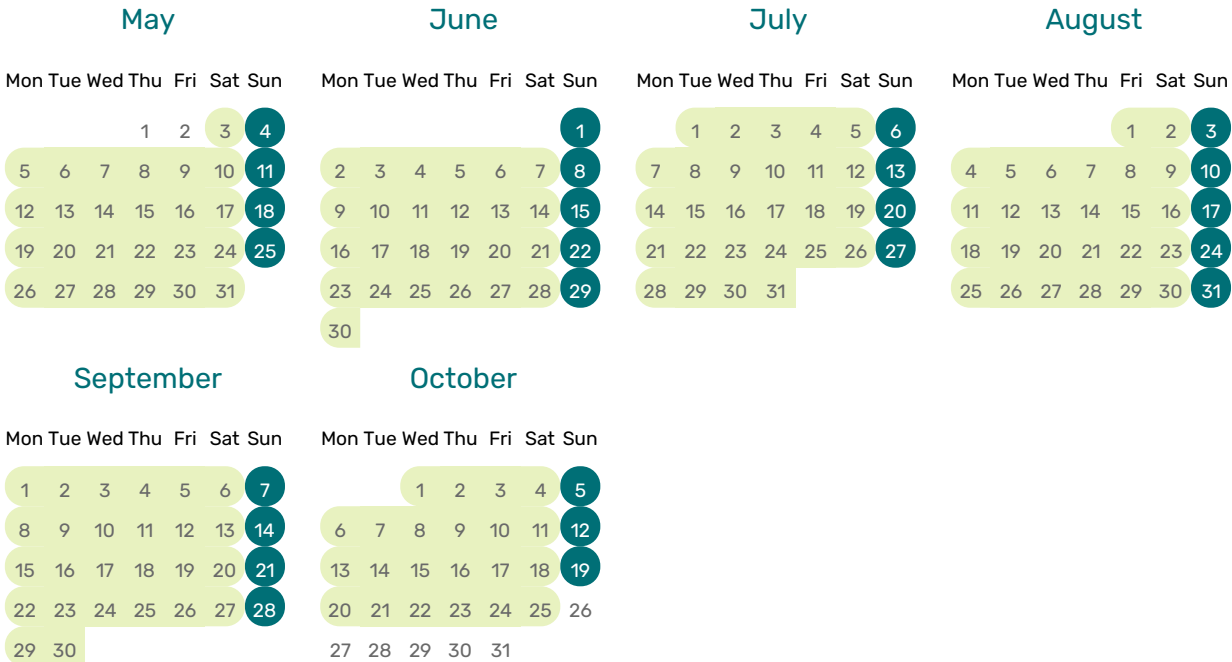 May June July August
Mon Tue Wed Thu Fri Sat Sun Mon Tue Wed Thu Fri Sat Sun Mon Tue Wed Thu Fri Sat Sun Mon Tue Wed Thu Fri Sat Sun
1 2 3 4 1 1 2 3 4 5 6 1 2 3
5 6 7 8 9 10 11 2 3 4 5 6 7 8 7 8 9 10 11 12 13 4 5 6 7 8 9 10
12 13 14 15 16 17 18 9 10 11 12 13 14 15 14 15 16 17 18 19 20 11 12 13 14 15 16 17
19 20 21 22 23 24 25 16 17 18 19 20 21 22 21 22 23 24 25 26 27 18 19 20 21 22 23 24
26 27 28 29 30 31 23 24 25 26 27 28 29 28 29 30 31 25 26 27 28 29 30 31
30
September October
Mon Tue Wed Thu Fri Sat Sun Mon Tue Wed Thu Fri Sat Sun
1 2 3 4 5 6 7 1 2 3 4 5
8 9 10 11 12 13 14 6 7 8 9 10 11 12
15 16 17 18 19 20 21 13 14 15 16 17 18 19
22 23 24 25 26 27 28 20 21 22 23 24 25 26
29 30 27 28 29 30 31